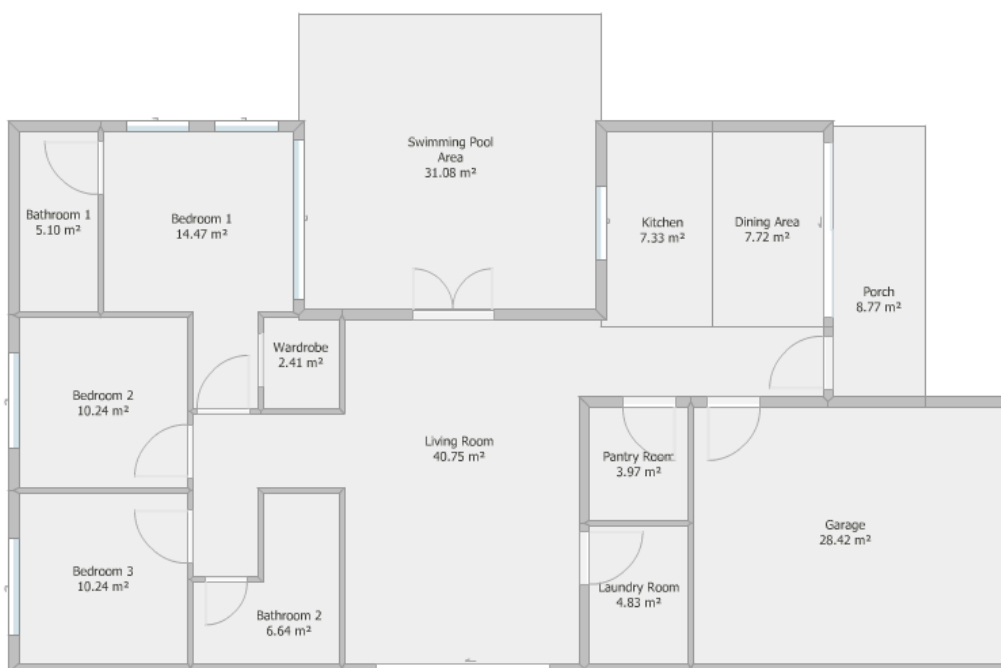 Swimming Pool
Area
31.08 m²
Bathroom 1
5.10 m²
Bedroom 1
14.47 m²
Kitchen
7.33 m²
Dining Area
7.72 m²
Porch
8.77 m²
Wardrobe
2.41 m²
Bedroom 2
10.24 m²
Living Room
40.75 m²
Pantry Room
3.97 m²
Garage
28.42 m²
Bedroom 3
10.24 m²
Laundry Room
4.83 m²
Bathroom 2
6.64 m²